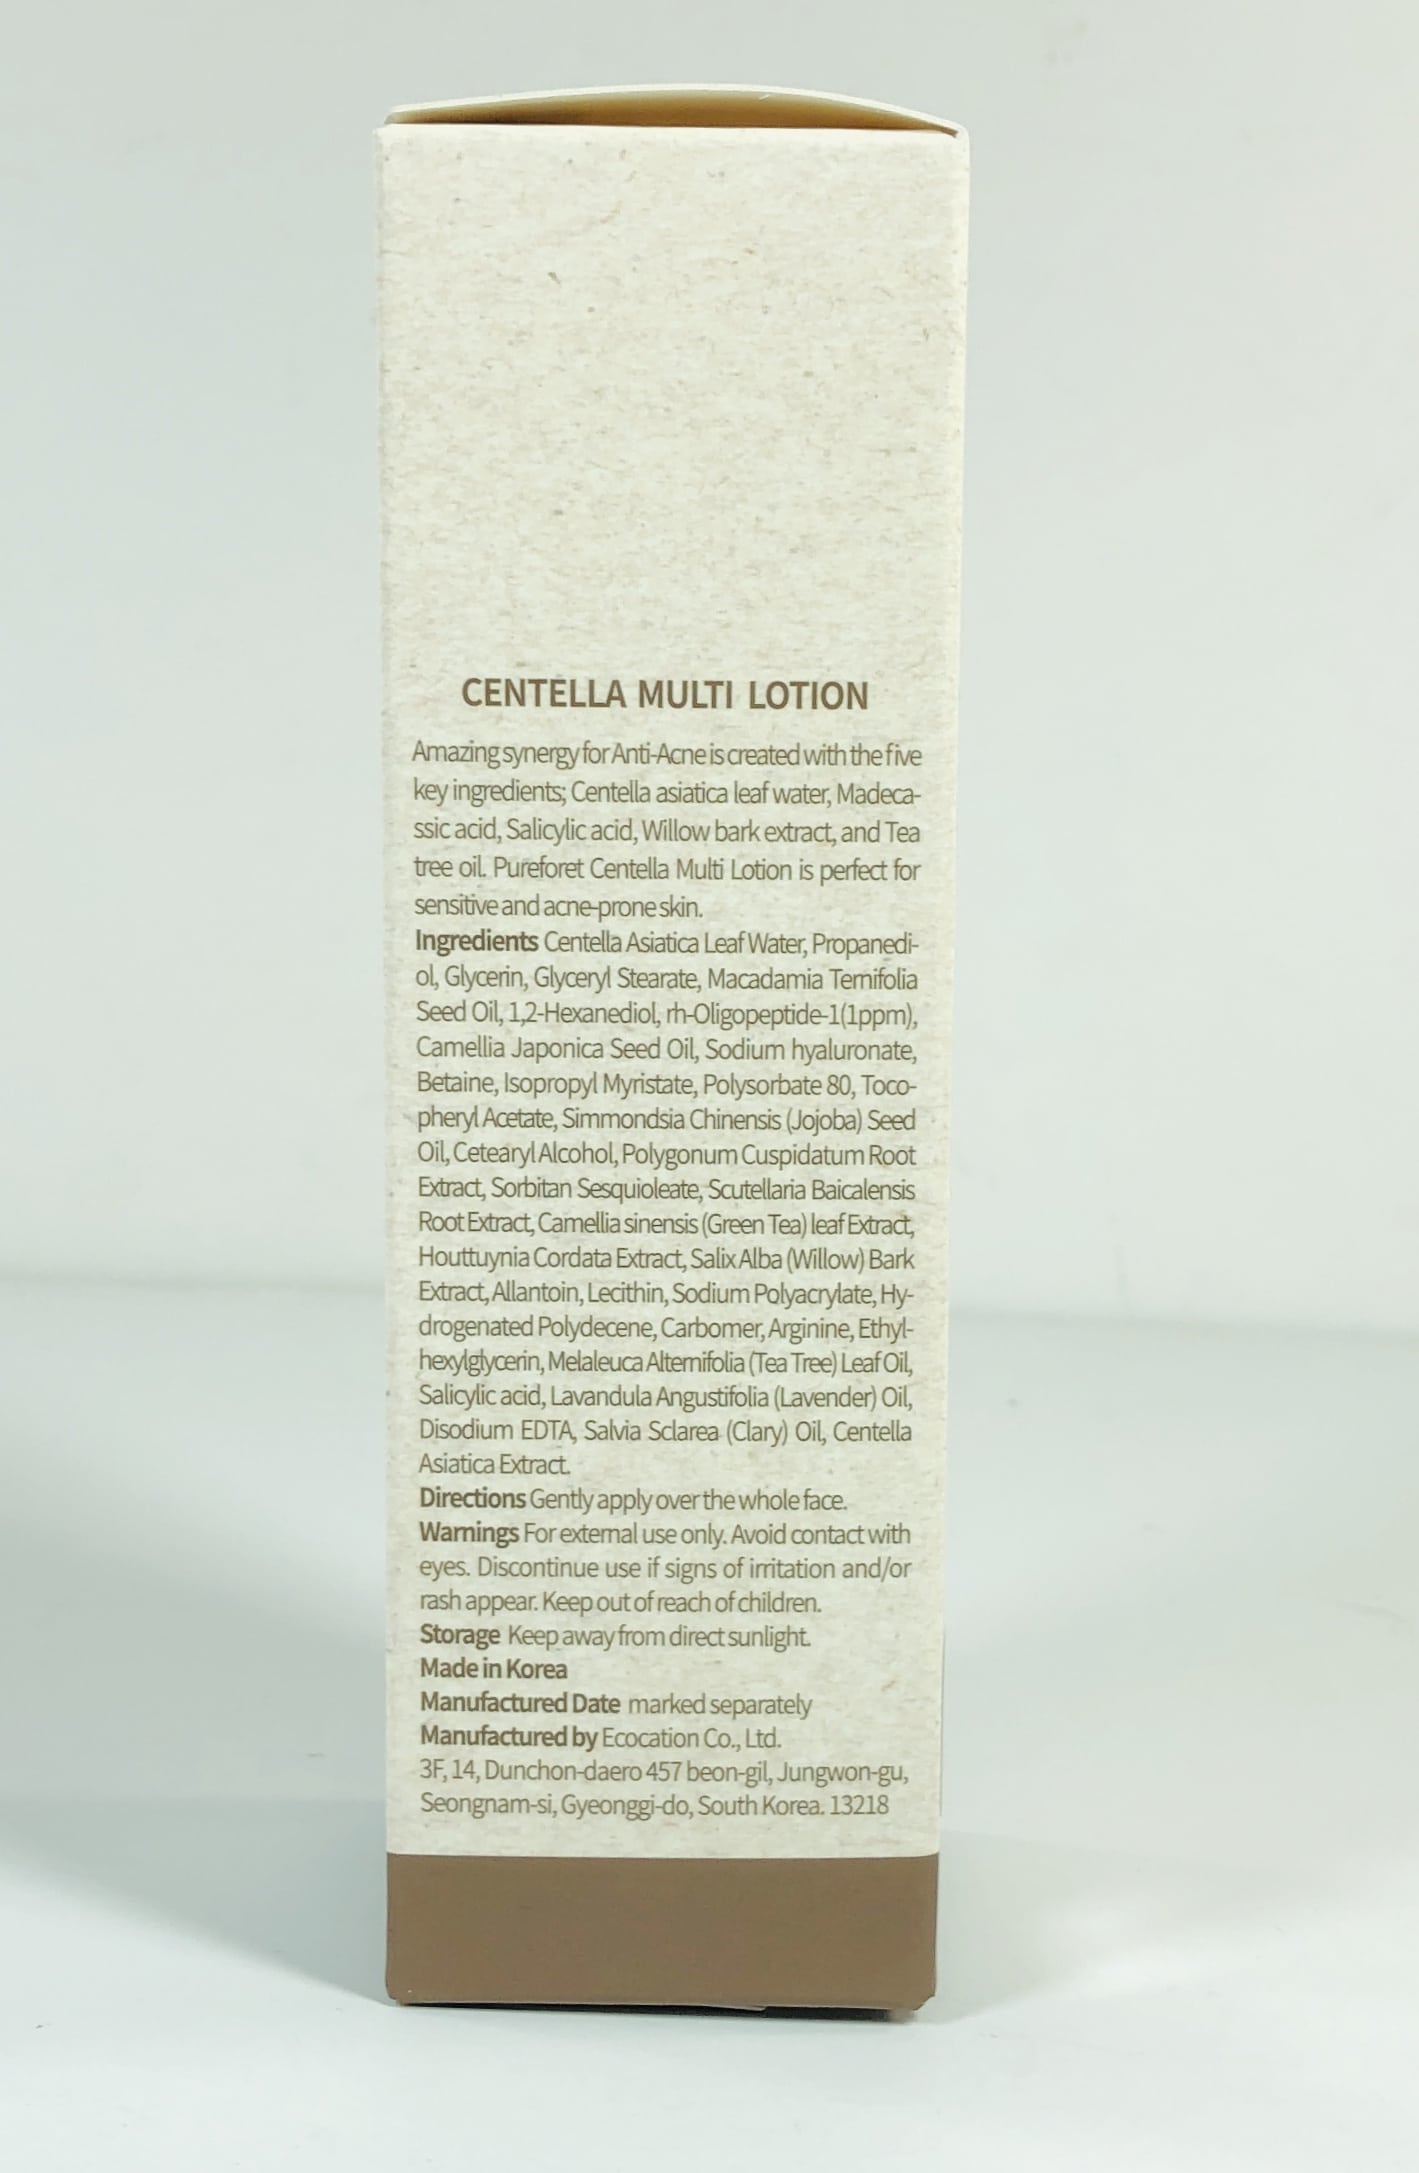 CENTELLA MULTI LOTION
Amazing synergy for Anti-Acne is created with the five
key ingredients; Centella asiatica leaf water, Madeca-
ssic acid, Salicylic acid, Willow bark extract, and Tea
tree oil. Pureforet Centella Multi Lotion is perfect for
sensitive and acne-prone skin.
Ingredients Centella Asiatica Leaf Water, Propanedi-
ol, Glycerin, Glyceryl Stearate, Macadamia Ternifolia
Seed Oil, 1,2-Hexanediol, rh-Oligopeptide-1(1ppm),
Camellia Japonica Seed Oil, Sodium hyaluronate,
Betaine, Isopropyl Myristate, Polysorbate 80, Toco-
pheryl Acetate, Simmondsia Chinensis (Jojoba) Seed
Oil, Cetearyl Alcohol, Polygonum Cuspidatum Root
Extract, Sorbitan Sesquioleate, Scutellaria Baicalensis
Root Extract, Camellia sinensis (Green Tea) leaf Extract,
Houttuynia Cordata Extract, Salix Alba (Willow) Bark
Extract, Allantoin, Lecithin, Sodium Polyacrylate, Hy-
drogenated Polydecene, Carbomer, Arginine, Ethyl-
hexylglycerin, Melaleuca Alternifolia (Tea Tree) Leaf Oil,
Salicylic acid, Lavandula Angustifolia (Lavender) Oil,
Disodium EDTA, Salvia Sclarea (Clary) Oil, Centella
Asiatica Extract.
Directions Gently apply over the whole face.
Warnings For external use only. Avoid contact with
eyes. Discontinue use if signs of irritation and/or
rash appear. Keep out of reach of children.
Storage Keep away from direct sunlight.
Made in Korea
Manufactured Date marked separately
Manufactured by Ecocation Co., Ltd.
3F, 14, Dunchon-daero 457 beon-gil, Jungwon-gu,
Seongnam-si, Gyeonggi-do, South Korea. 13218